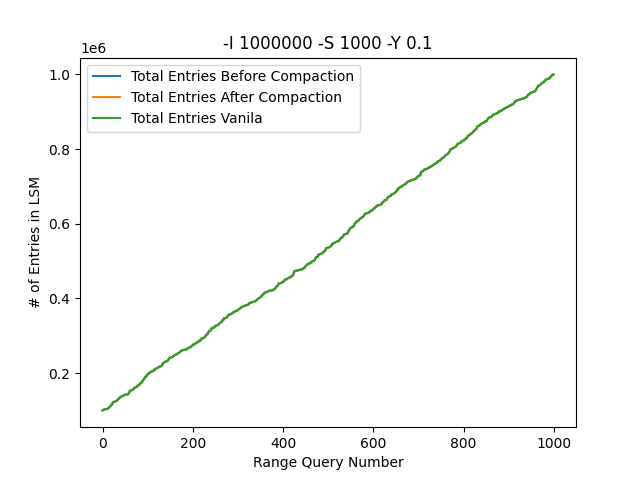 -I 1000000 -S 1000 -Y 0.1
1e6
Total Entries Before Compaction
Total Entries After Compaction
Total Entries Vanila
1.0
0.8
0.6
0.4
0.2
# of Entries in LSM
0 200 400 600 800 1000
Range Query Number